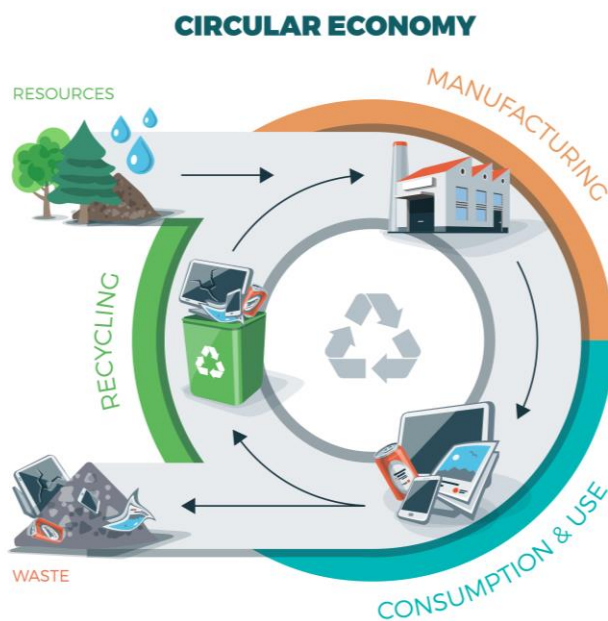 CIRCULAR ECONOMY
RESOURCES
MANUFACTURING
RECYCLING
CONSUMPTION & USE
WASTE